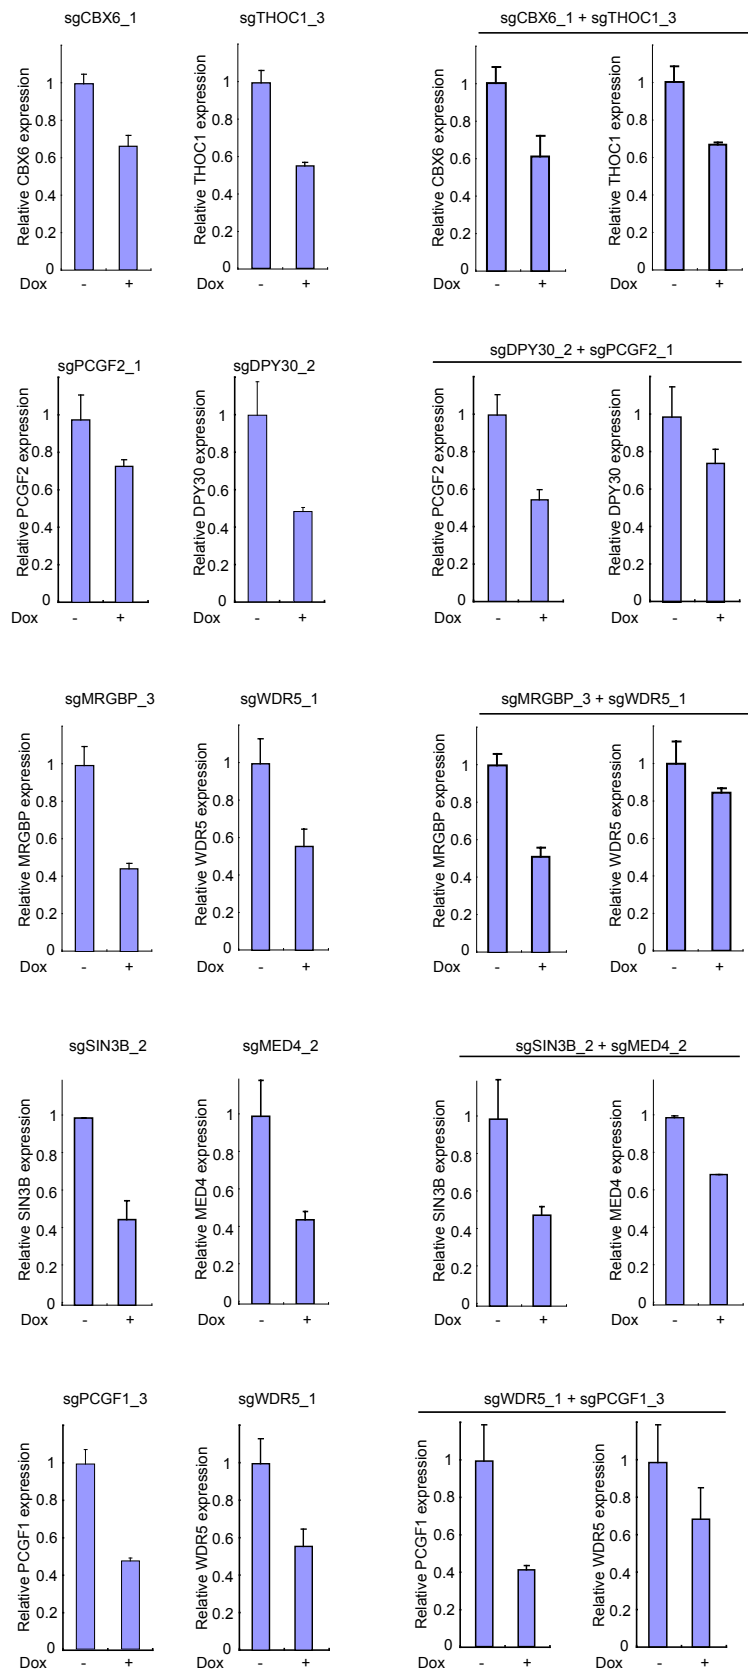 sgCBX6_1
sgTHOC1_3
sgCBX6_1 + sgTHOC1_3
Relative CBX6 expression
1
0.8
0.6
0.4
0.2
0
Relative THOC1 expression
1
0.8
0.6
0.4
0.2
0
Relative CBX6 expression
1
0.8
0.6
0.4
0.2
0
Relative THOC1 expression
1
0.8
0.6
0.4
0.2
0
Dox - +
- +
Dox - +
- +
sgPCGF2_1
sgDPY30_2
sgDPY30_2 + sgPCGF2_1
Relative PCGF2 expression
1
0.8
0.6
0.4
0.2
0
Relative DPY30 expression
1
0.8
0.6
0.4
0.2
0
Relative PCGF2 expression
1
0.8
0.6
0.4
0.2
0
Relative DPY30 expression
1
0.8
0.6
0.4
0.2
0
Dox - +
Dox - +
Dox - +
Dox - +
sgMRGBP_3
sgWDR5_1
sgMRGBP_3 + sgWDR5_1
Relative MRGBP expression
1
0.8
0.6
0.4
0.2
0
Relative WDR5 expression
1
0.8
0.6
0.4
0.2
0
Relative MRGBP expression
1
0.8
0.6
0.4
0.2
0
Relative WDR5 expression
1
0.8
0.6
0.4
0.2
0
Dox - +
Dox - +
Dox - +
Dox - +
sgSIN3B_2
sgMED4_2
sgSIN3B_2 + sgMED4_2
Relative SIN3B expression
1
0.8
0.6
0.4
0.2
0
Relative MED4 expression
1
0.8
0.6
0.4
0.2
0
Relative SIN3B expression
1
0.8
0.6
0.4
0.2
0
Relative MED4 expression
1
0.8
0.6
0.4
0.2
0
Dox - +
Dox - +
Dox - +
Dox - +
sgPCGF1_3
sgWDR5_1
sgWDR5_1 + sgPCGF1_3
Relative PCGF1 expression
1
0.8
0.6
0.4
0.2
0
Relative WDR5 expression
1
0.8
0.6
0.4
0.2
0
Relative PCGF1 expression
1
0.8
0.6
0.4
0.2
0
Relative WDR5 expression
1
0.8
0.6
0.4
0.2
0
Dox - +
Dox - +
Dox - +
Dox - +